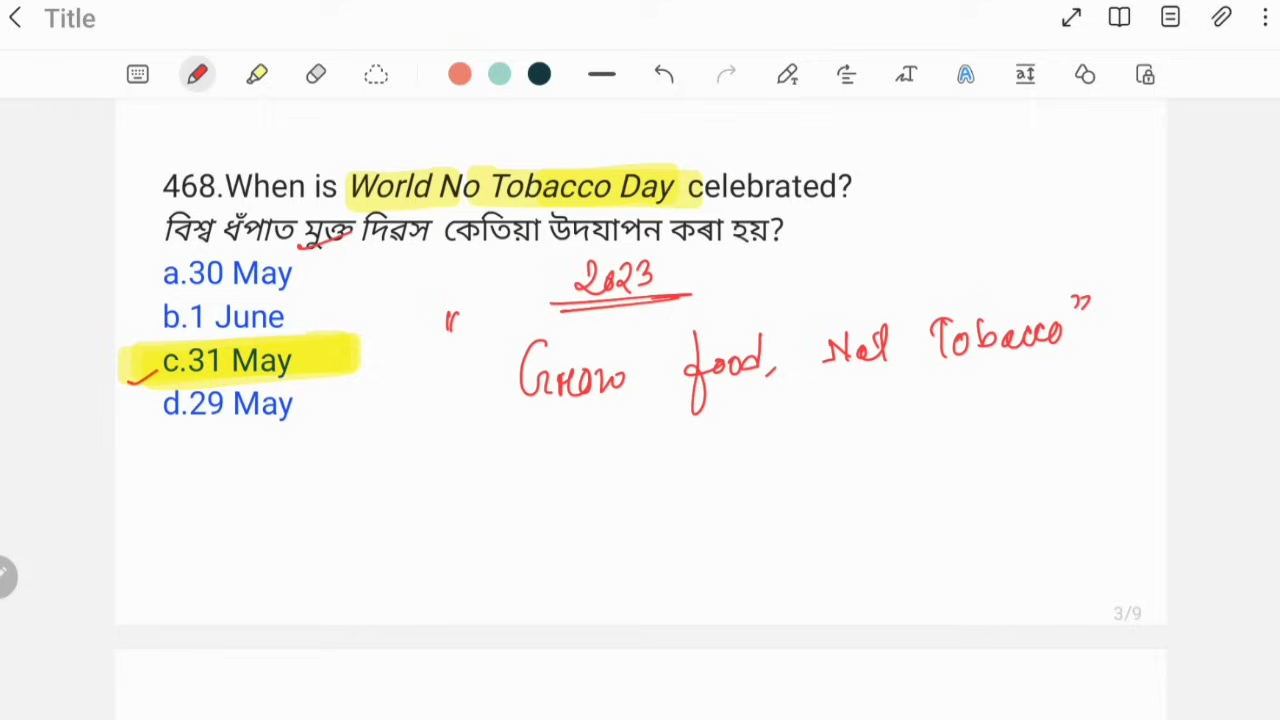 Title
468.When is World No Tobacco Day celebrated?
বিশ্ব ধঁপাত মুক্ত দিৱস কেতিয়া উদযাপন কৰা হয়?
a.30 May
b.1 June
c.31 May
d.29 May
2023
" Grow food, Not Tobacco"
3/9